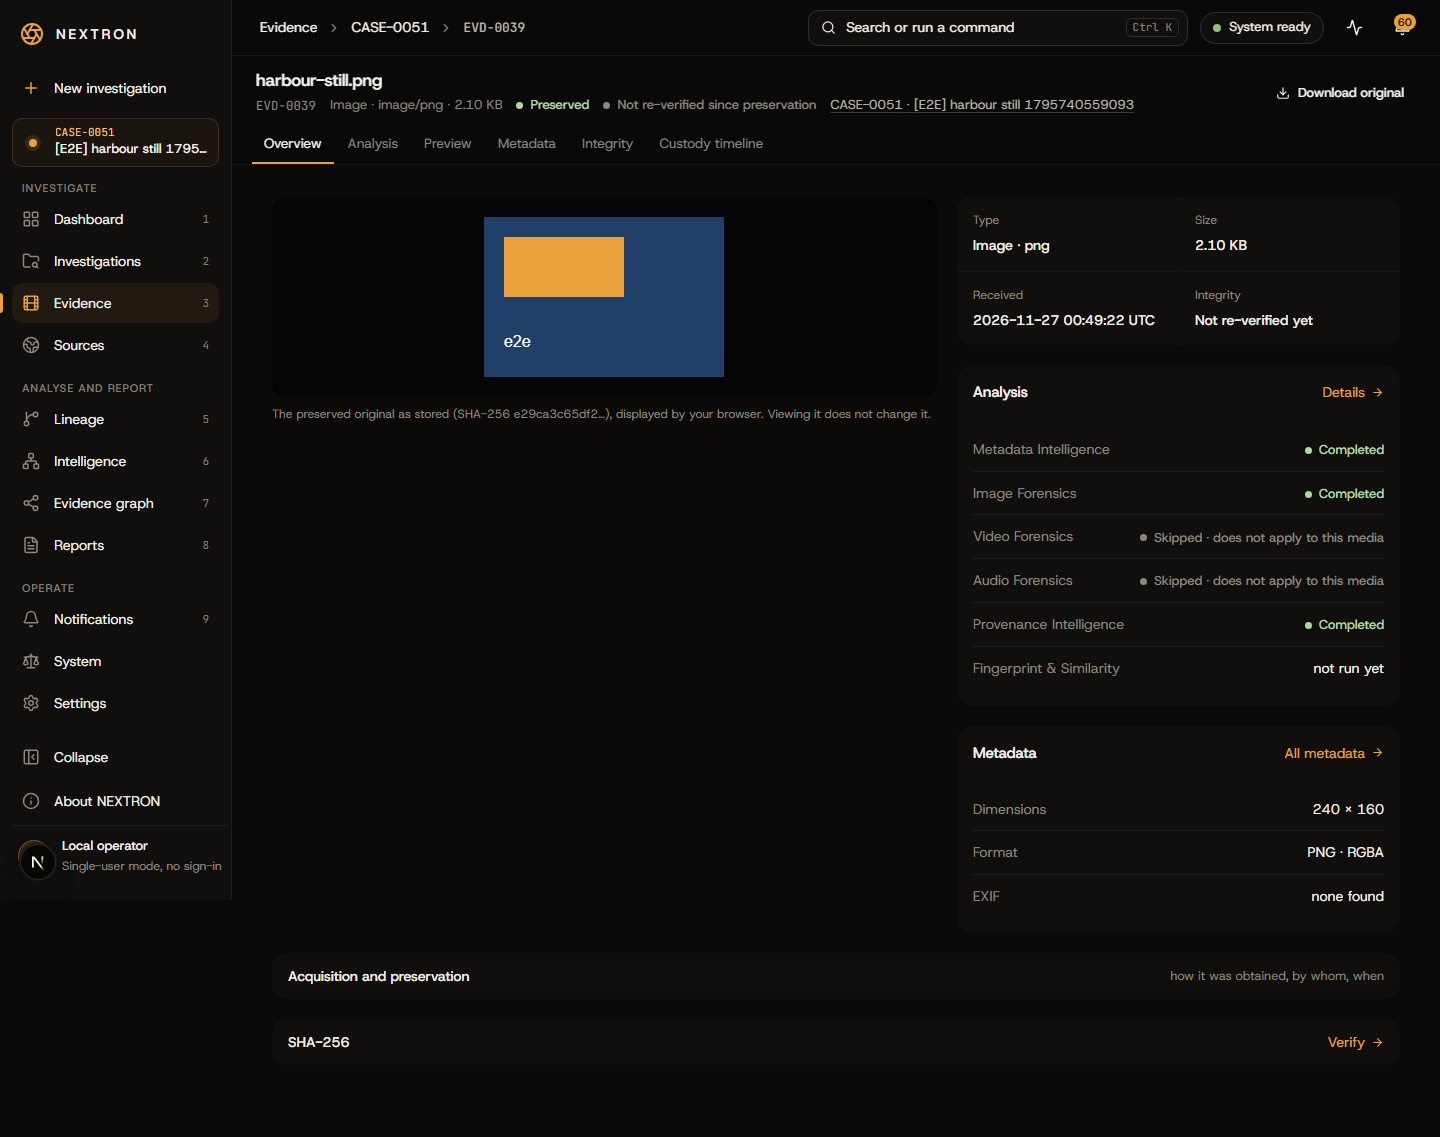 NEXTRON
New investigation
CASE-0051
[E2E] harbour still 1795...
INVESTIGATE
Dashboard 1
Investigations 2
Evidence 3
Sources 4
ANALYSE AND REPORT
Lineage 5
Intelligence 6
Evidence graph 7
Reports 8
OPERATE
Notifications 9
System
Settings
Collapse
About NEXTRON
N
Local operator
Single-user mode, no sign-in
Evidence > CASE-0051 > EVD-0039
Search or run a command Ctrl K
System ready
60
harbour-still.png
EVD-0039 Image · image/png · 2.10 KB Preserved Not re-verified since preservation CASE-0051 · [E2E] harbour still 1795740559093
Download original
Overview Analysis Preview Metadata Integrity Custody timeline
e2e
The preserved original as stored (SHA-256 e29ca3c65df2...), displayed by your browser. Viewing it does not change it.
Type Size
Image · png 2.10 KB
Received Integrity
2026-11-27 00:49:22 UTC Not re-verified yet
Analysis Details →
Metadata Intelligence Completed
Image Forensics Completed
Video Forensics Skipped · does not apply to this media
Audio Forensics Skipped · does not apply to this media
Provenance Intelligence Completed
Fingerprint & Similarity not run yet
Metadata All metadata →
Dimensions 240 × 160
Format PNG · RGBA
EXIF none found
Acquisition and preservation how it was obtained, by whom, when
SHA-256 Verify →